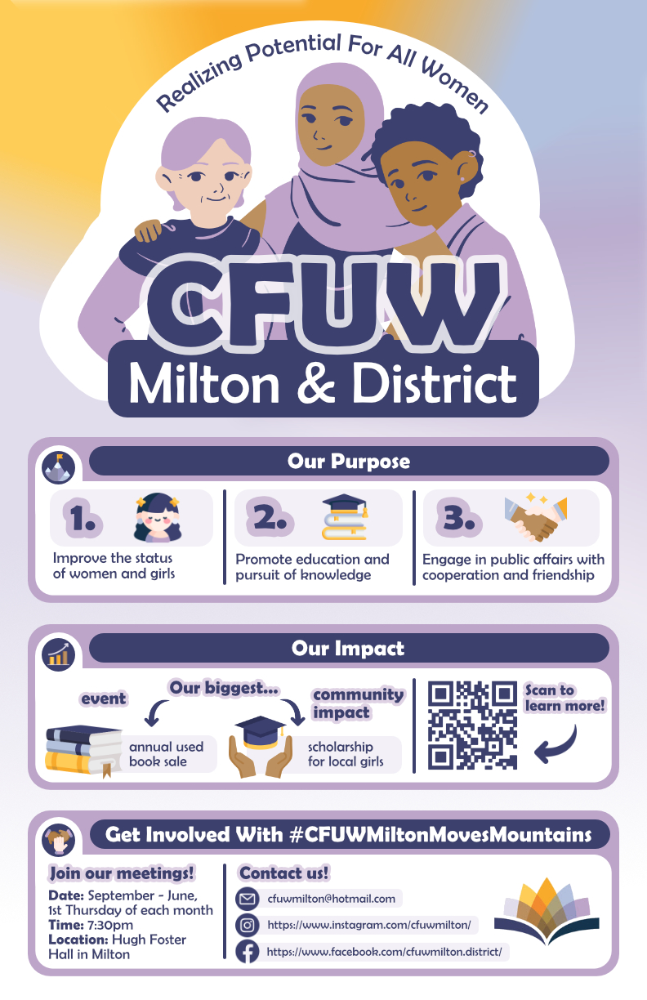 Realizing Potential For All Women
CFUW
Milton & District
Our Purpose
1.
Improve the status
of women and girls
2.
Promote education and
pursuit of knowledge
3.
Engage in public affairs with
cooperation and friendship
Our Impact
Our biggest...
event
annual used
book sale
community
impact
scholarship
for local girls
Scan to
learn more!
Get Involved With #CFUWMiltonMovesMountains
Join our meetings!
Date: September - June,
1st Thursday of each month
Time: 7:30pm
Location: Hugh Foster
Hall in Milton
Contact us!
cfuwmilton@hotmail.com
https://www.instagram.com/cfuwmilton/
https://www.facebook.com/cfuwmilton.district/